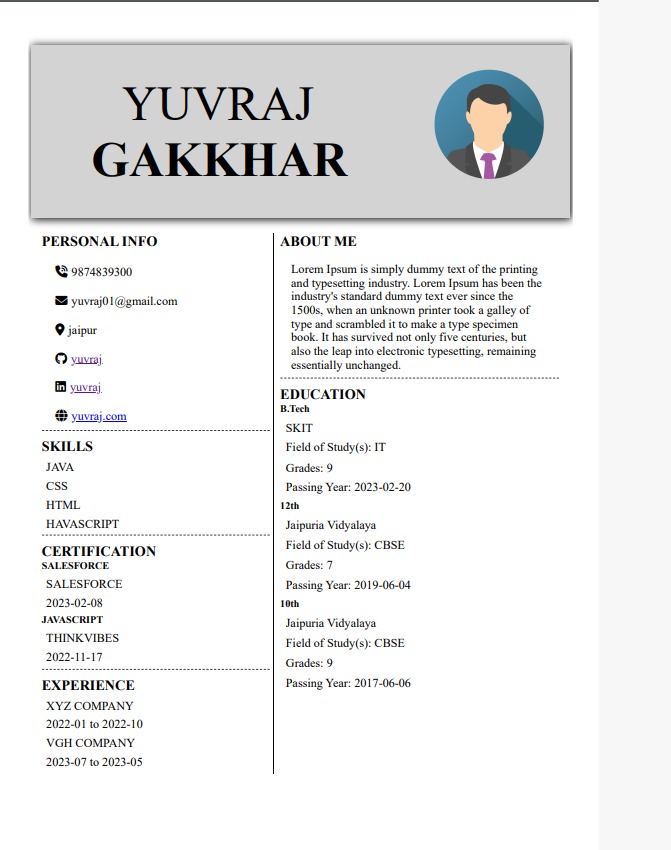 YUVRAJ
GAKKHAR
PERSONAL INFO
9874839300
yuvraj01@gmail.com
jaipur
yuvraj
yuvraj
yuvraj.com
SKILLS
JAVA
CSS
HTML
HAVASCRIPT
CERTIFICATION
SALESFORCE
SALESFORCE
2023-02-08
JAVASCRIPT
THINKVIBES
2022-11-17
EXPERIENCE
XYZ COMPANY
2022-01 to 2022-10
VGH COMPANY
2023-07 to 2023-05
ABOUT ME
Lorem Ipsum is simply dummy text of the printing
and typesetting industry. Lorem Ipsum has been the
industry's standard dummy text ever since the
1500s, when an unknown printer took a galley of
type and scrambled it to make a type specimen
book. It has survived not only five centuries, but
also the leap into electronic typesetting, remaining
essentially unchanged.
EDUCATION
B.Tech
SKIT
Field of Study(s): IT
Grades: 9
Passing Year: 2023-02-20
12th
Jaipuria Vidyalaya
Field of Study(s): CBSE
Grades: 7
Passing Year: 2019-06-04
10th
Jaipuria Vidyalaya
Field of Study(s): CBSE
Grades: 9
Passing Year: 2017-06-06